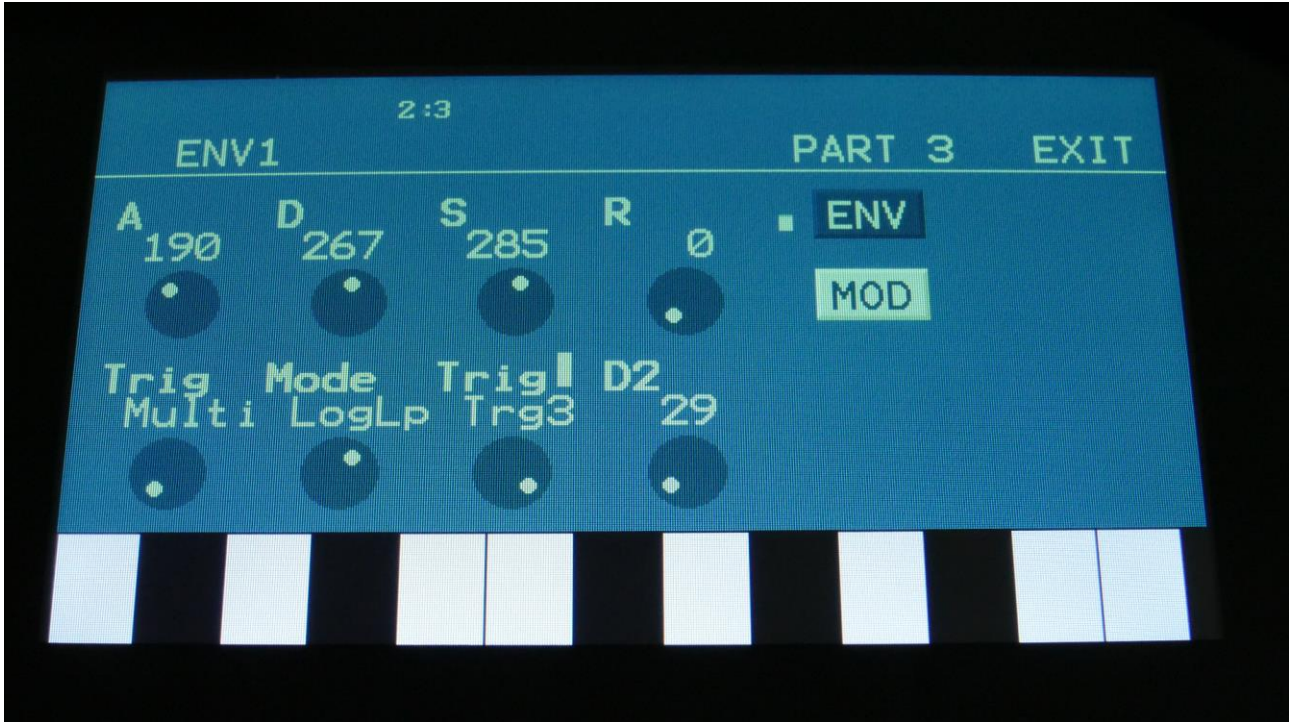 2:3
ENV1 PART 3 EXIT
A D S R ENV
190 267 285 0
MOD
Trig Mode Trig D2
Multi LogLp Trg3 29